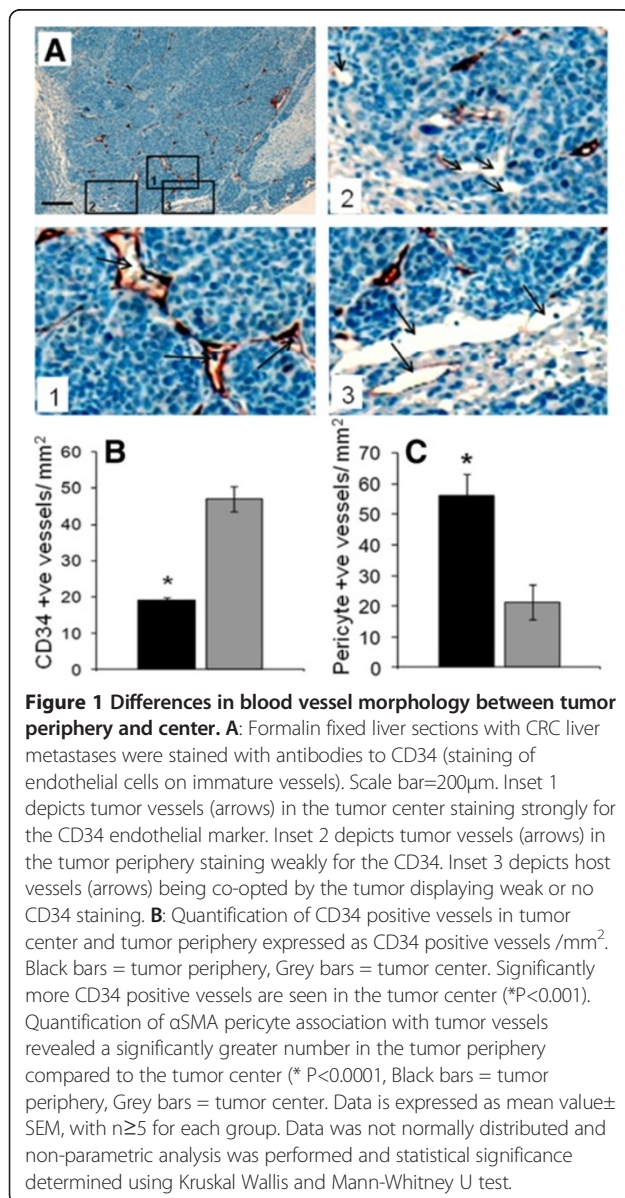 A
1
2
3
2
1
3
B
CD34 +ve vessels/ mm²
60
50
40
30
20
10
0
*
C
Pericyte +ve vessels/ mm²
70
60
50
40
30
20
10
0
*
Figure 1 Differences in blood vessel morphology between tumor
periphery and center. A: Formalin fixed liver sections with CRC liver
metastases were stained with antibodies to CD34 (staining of
endothelial cells on immature vessels). Scale bar=200μm. Inset 1
depicts tumor vessels (arrows) in the tumor center staining strongly for
the CD34 endothelial marker. Inset 2 depicts tumor vessels (arrows) in
the tumor periphery staining weakly for the CD34. Inset 3 depicts host
vessels (arrows) being co-opted by the tumor displaying weak or no
CD34 staining. B: Quantification of CD34 positive vessels in tumor
center and tumor periphery expressed as CD34 positive vessels /mm².
Black bars = tumor periphery, Grey bars = tumor center. Significantly
more CD34 positive vessels are seen in the tumor center (*P<0.001).
Quantification of αSMA pericyte association with tumor vessels
revealed a significantly greater number in the tumor periphery
compared to the tumor center (* P<0.0001, Black bars = tumor
periphery, Grey bars = tumor center. Data is expressed as mean value±
SEM, with n≥5 for each group. Data was not normally distributed and
non-parametric analysis was performed and statistical significance
determined using Kruskal Wallis and Mann-Whitney U test.